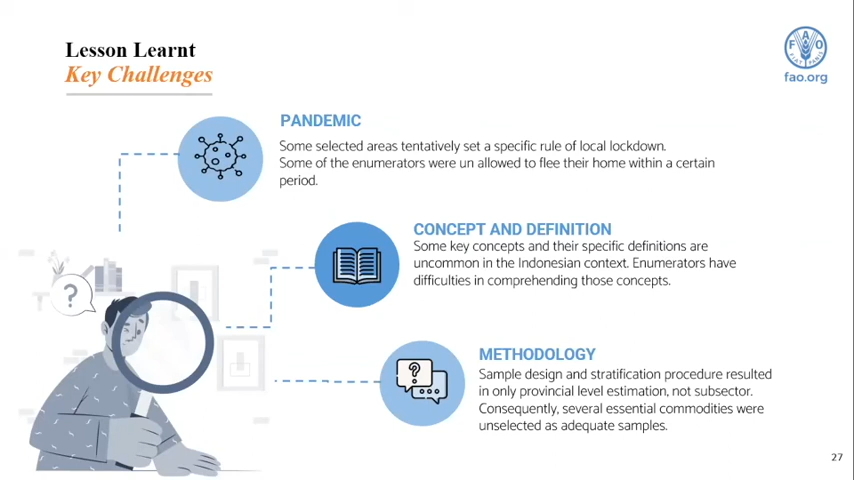 Lesson Learnt
Key Challenges
FAO
FIAT PANIS
fao.org
PANDEMIC
Some selected areas tentatively set a specific rule of local lockdown.
Some of the enumerators were un allowed to flee their home within a certain
period.
CONCEPT AND DEFINITION
Some key concepts and their specific definitions are
uncommon in the Indonesian context. Enumerators have
difficulties in comprehending those concepts.
?
METHODOLOGY
?
Sample design and stratification procedure resulted
in only provincial level estimation, not subsector.
Consequently, several essential commodities were
unselected as adequate samples.
27